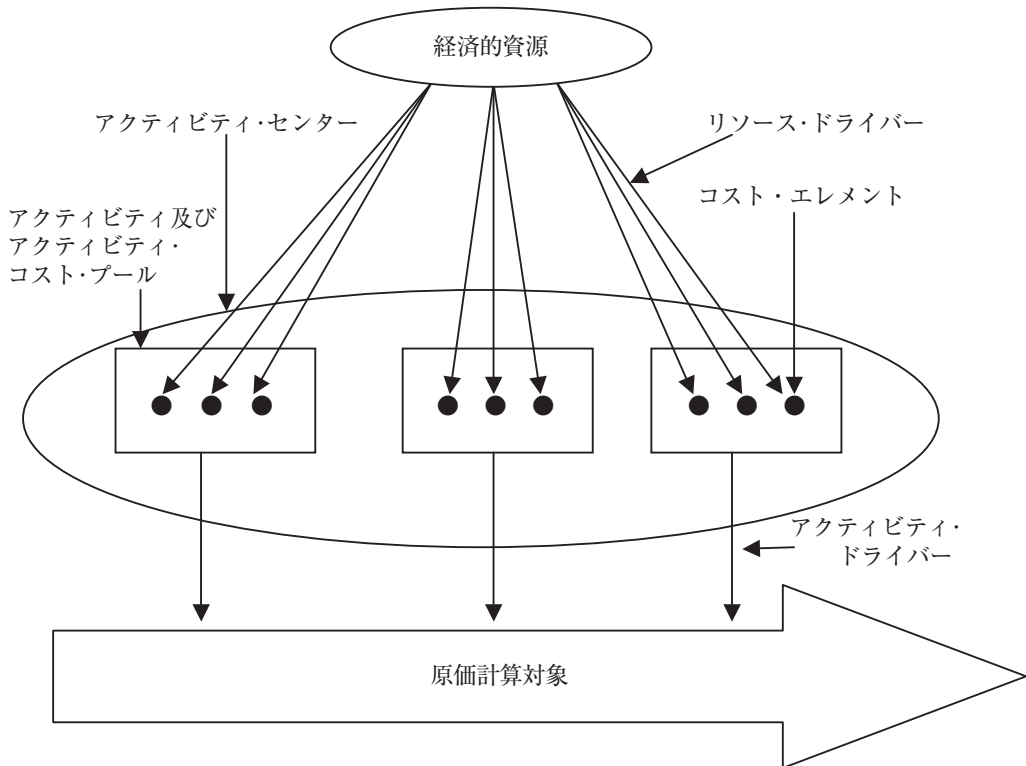 経済的資源
アクティビティ･センター
リソース･ドライバー
コスト・エレメント
アクティビティ及び
アクティビティ･
コスト･プール
アクティビティ･
ドライバー
原価計算対象